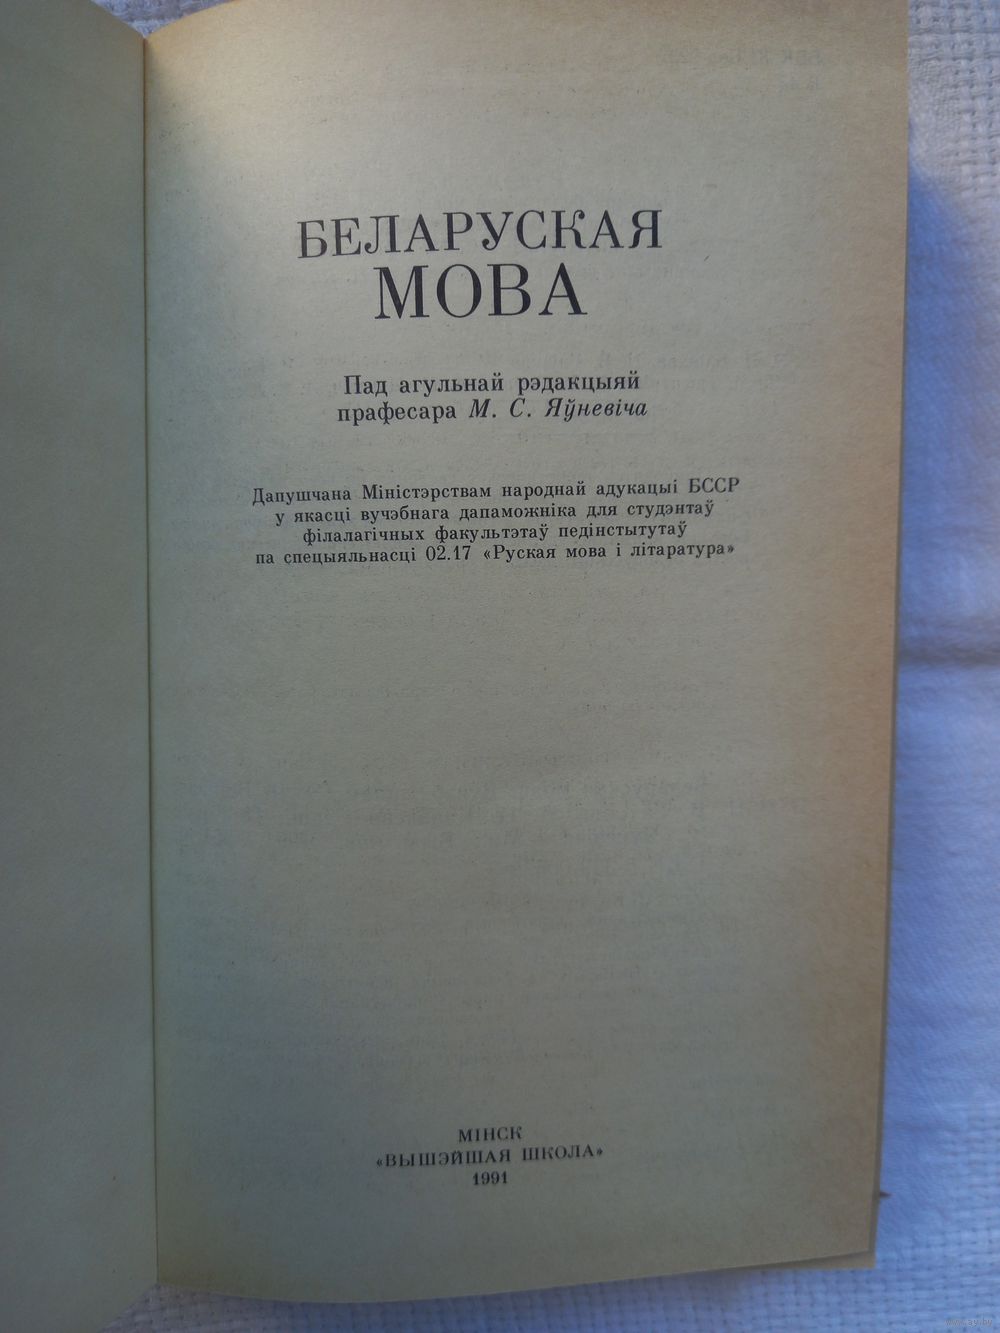 БЕЛАРУСКАЯ
МОВА
Пад агульнай рэдакцыяй
прафесара М. С. Яўневіча
Дапушчана Міністэрствам народнай адукацыі БССР
у якасці вучэбнага дапаможніка для студэнтаў
філалагічных факультэтаў педінстытутаў
па спецыяльнасці 02.17 «Руская мова і літаратура»
МІНСК
«ВЫШЭЙШАЯ ШКОЛА»
1991